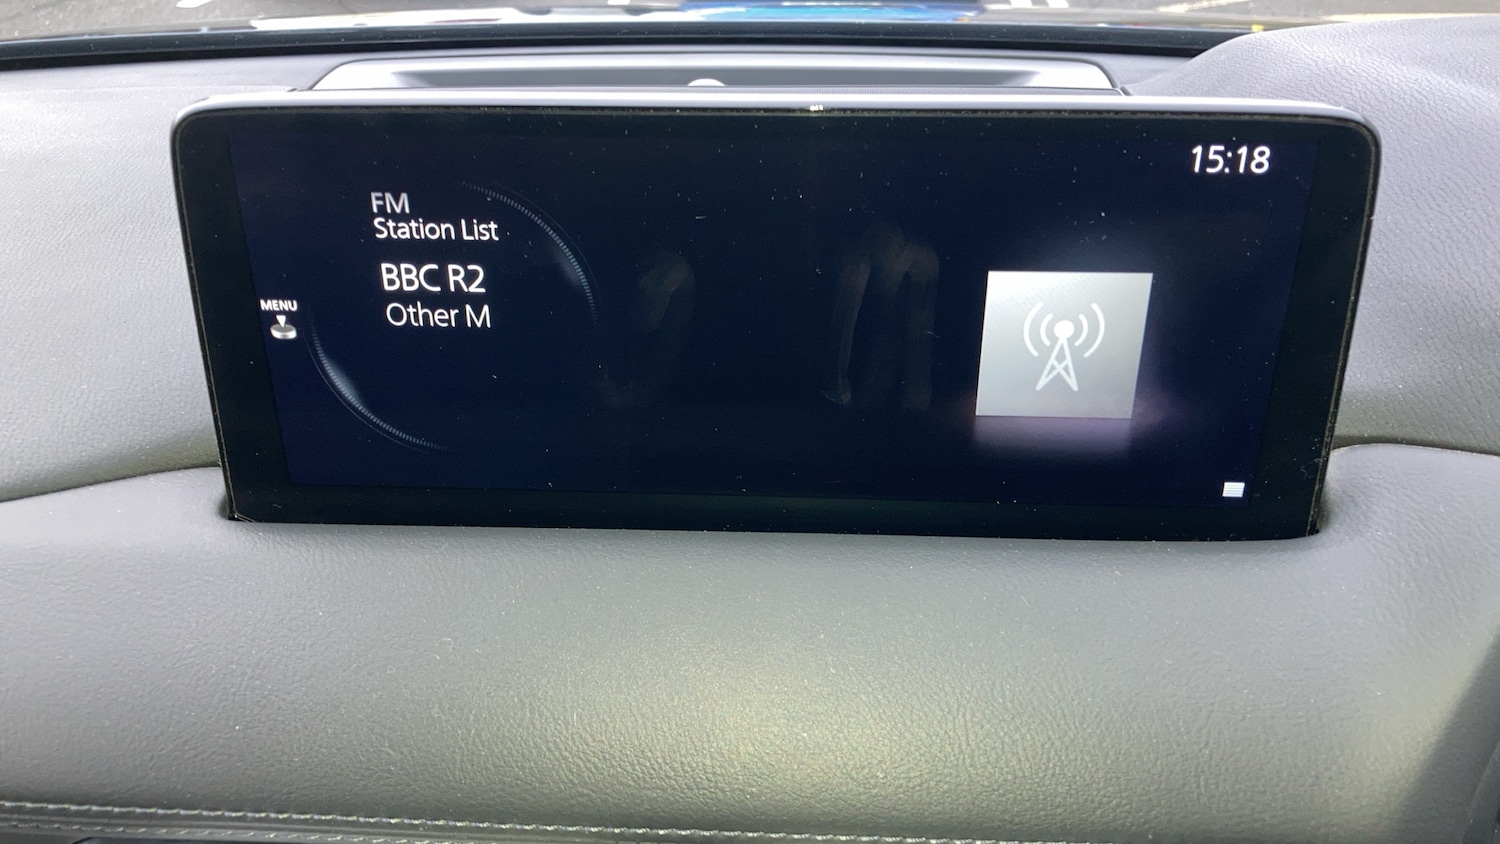 15:18
FM
Station List
BBC R2
Other M
MENU